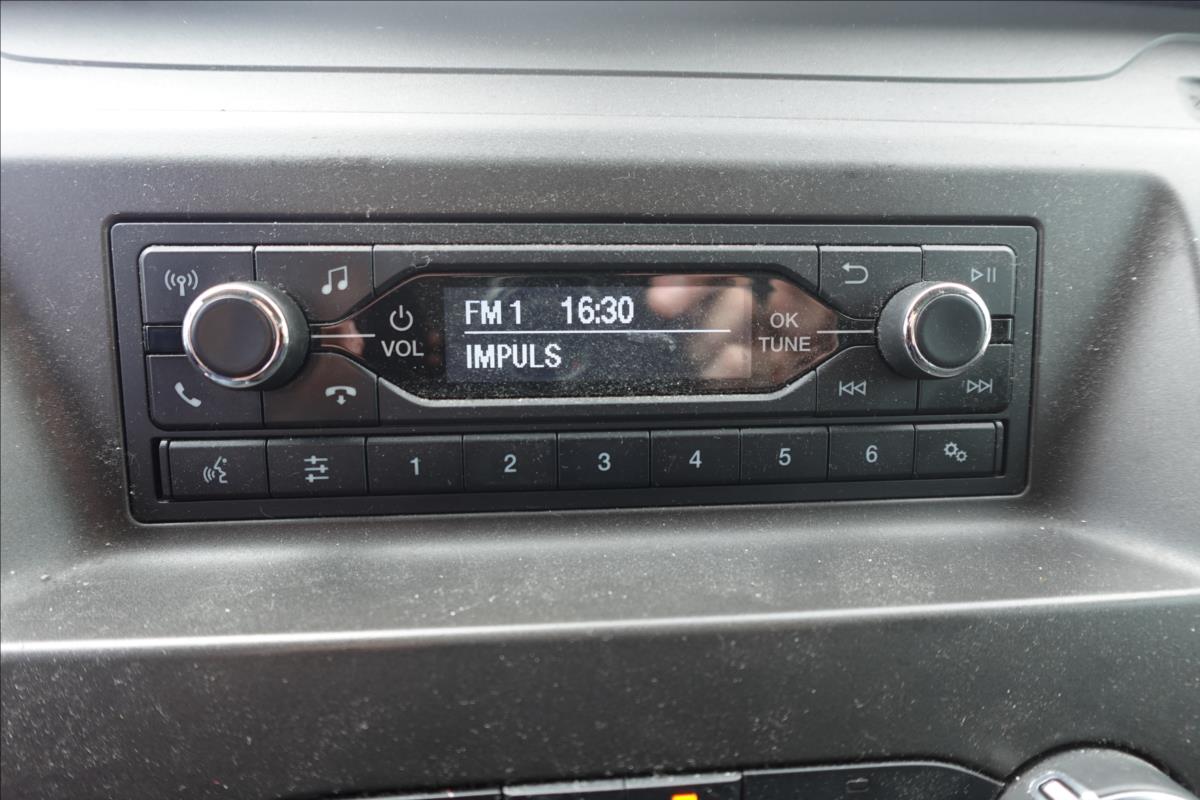 FM 1 16:30
IMPULS
VOL
OK
TUNE
1 2 3 4 5 6